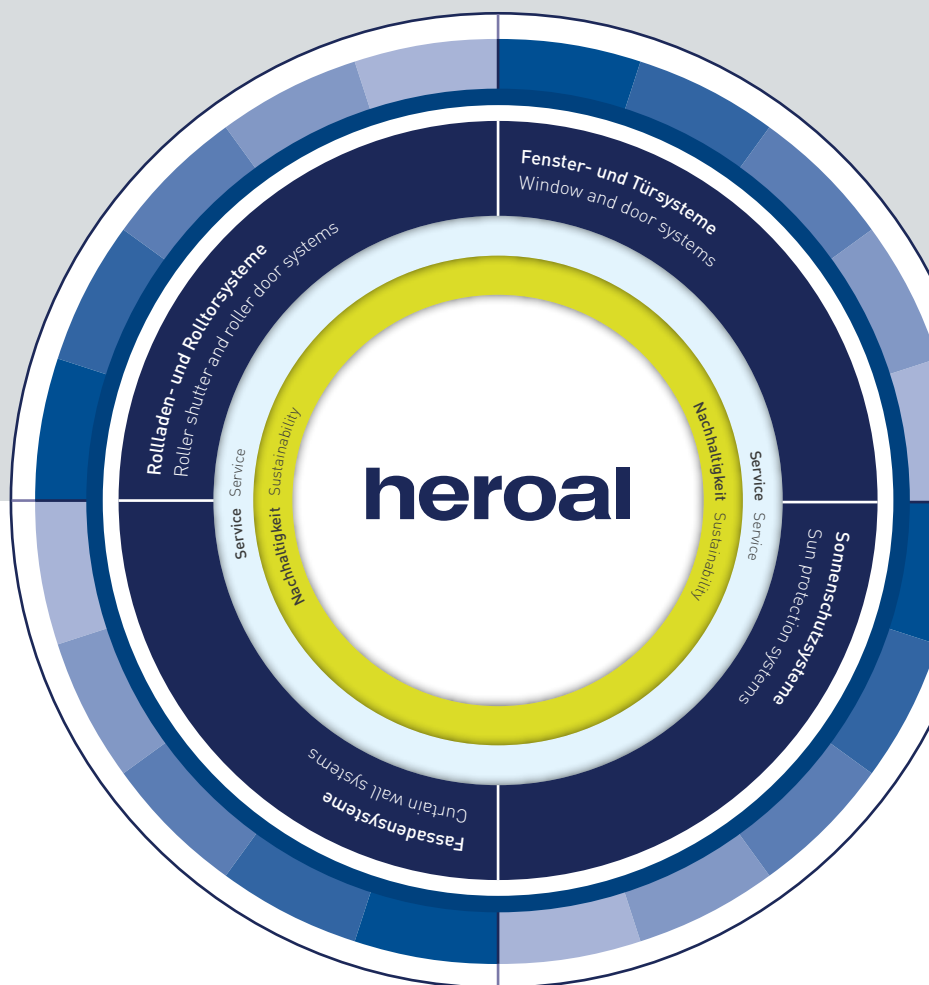 Fenster- und Türsysteme
Window and door systems
Rollladen- und Rolltorsysteme
Roller shutter and roller door systems
Service Service
Nachhaltigkeit Sustainability
heroal
Nachhaltigkeit Sustainability
Service Service
Sonnenschutzsysteme
Sun protection systems
Fassadensysteme
Curtain wall systems